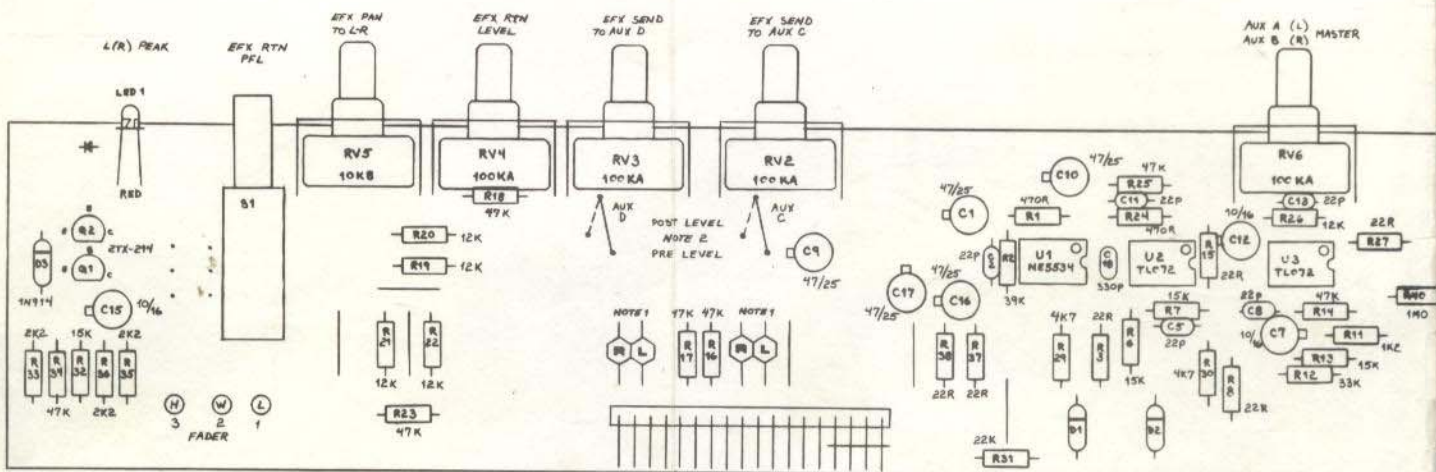 L(R) PEAK
EFX RTN
PFL
EFX PAN
TO L-R
EFX RTN
LEVEL
EFX SEND
TO AUX D
EFX SEND
TO AUX C
AUX A (L)
AUX B (R) MASTER
LED 1
RED
S1
RV5
10KB
RV4
100KA
R18
47K
RV3
100KA
RV2
100KA
RV6
100KA
AUX
D
POST LEVEL
NOTE 2
PRE LEVEL
AUX
C
C9
47/25
Q2
C
B
ZTX-214
Q1
C
D3
1N914
C15
10/16
R20
12K
R19
12K
2K2
15K
2K2
R
33
R
34
R
32
R
36
R
35
47K
2K2
H
W
L
3
2
1
FADER
R
21
R
22
12K
12K
R23
47K
NOTE 1
47K
47K
NOTE 1
R
L
R
17
R
16
R
L
47/25
C10
47/25
C1
470R
R1
22P
R2
39K
U1
NE5534
330P
47K
R25
C11
22P
R24
470R
U2
TL072
R
15
22R
C13
22P
R26
12K
10/16
C12
U3
TL072
22R
R27
R40
1M0
C17
47/25
47/25
C16
R
38
R
37
22R
22R
4K7
R
29
22R
R
3
R
6
15K
15K
R7
C5
22P
22P
C8
47K
R14
10/16
C7
R11
1K2
R13
15K
R12
33K
4K7
R
30
R
8
22K
22K
R31
D1
D2